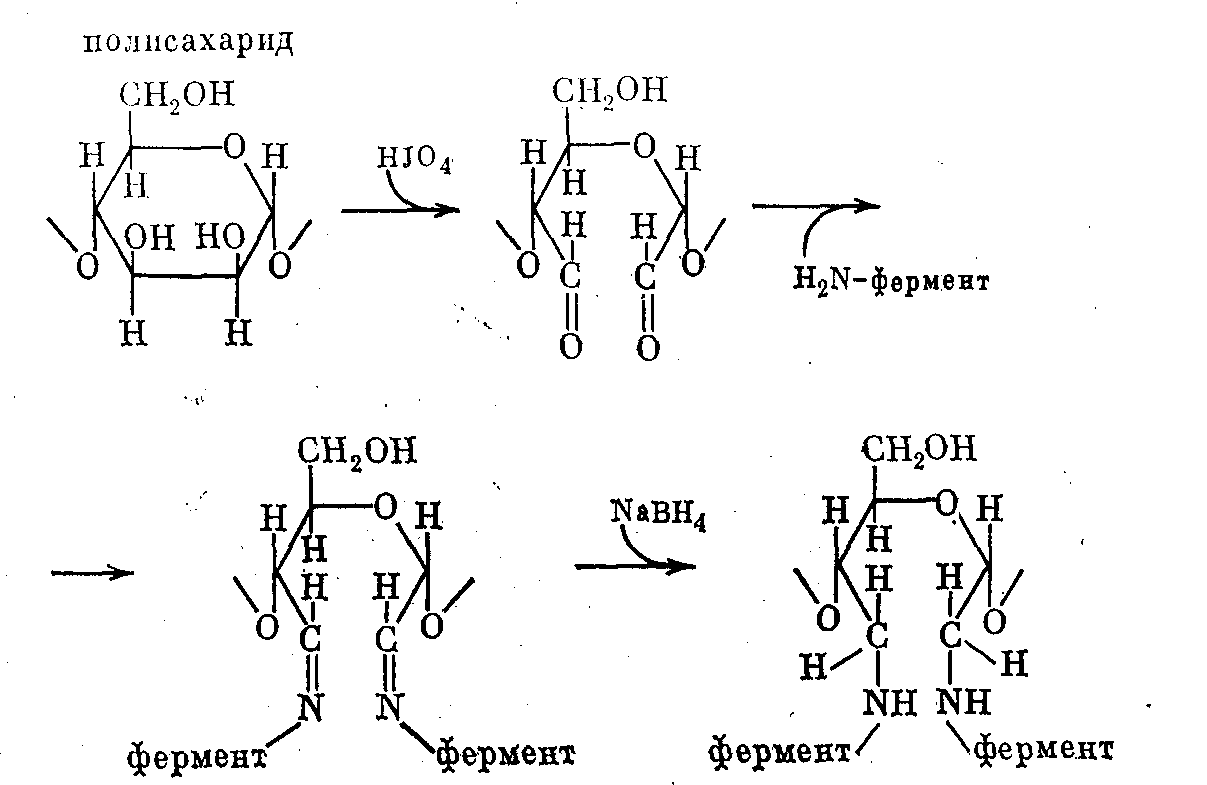 полисахарид
CH₂OH CH₂OH
H O H H O H
H HJO₄ H
OH HO H H
O O O C C O
H₂N-фермент
H H O O
CH₂OH CH₂OH
H O H NaBH₄ H O H
H H
H H H H
O C C O O C C O
H H
N N NH NH
фермент фермент фермент фермент